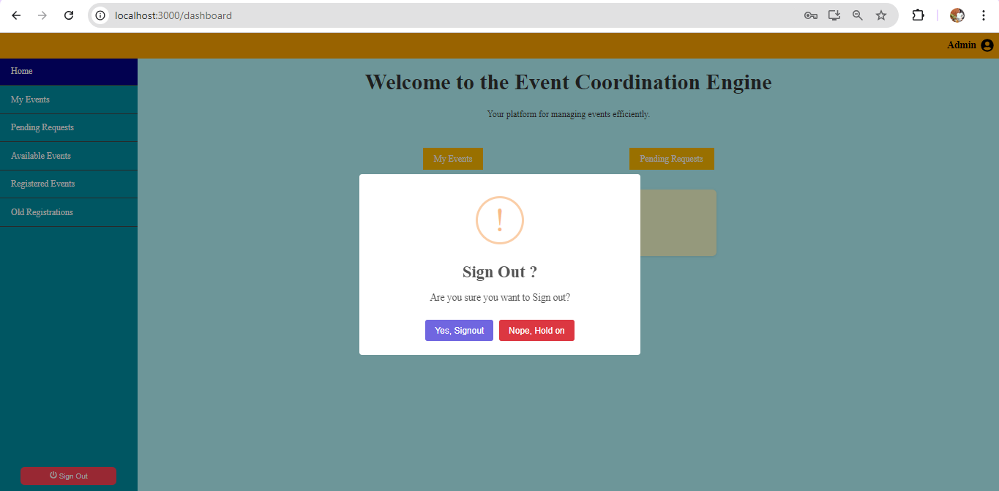 localhost:3000/dashboard
Admin
Home
My Events
Pending Requests
Available Events
Registered Events
Old Registrations
Sign Out
Welcome to the Event Coordination Engine
Your platform for managing events efficiently.
My Events Pending Requests
!
Sign Out ?
Are you sure you want to Sign out?
Yes, Signout Nope, Hold on